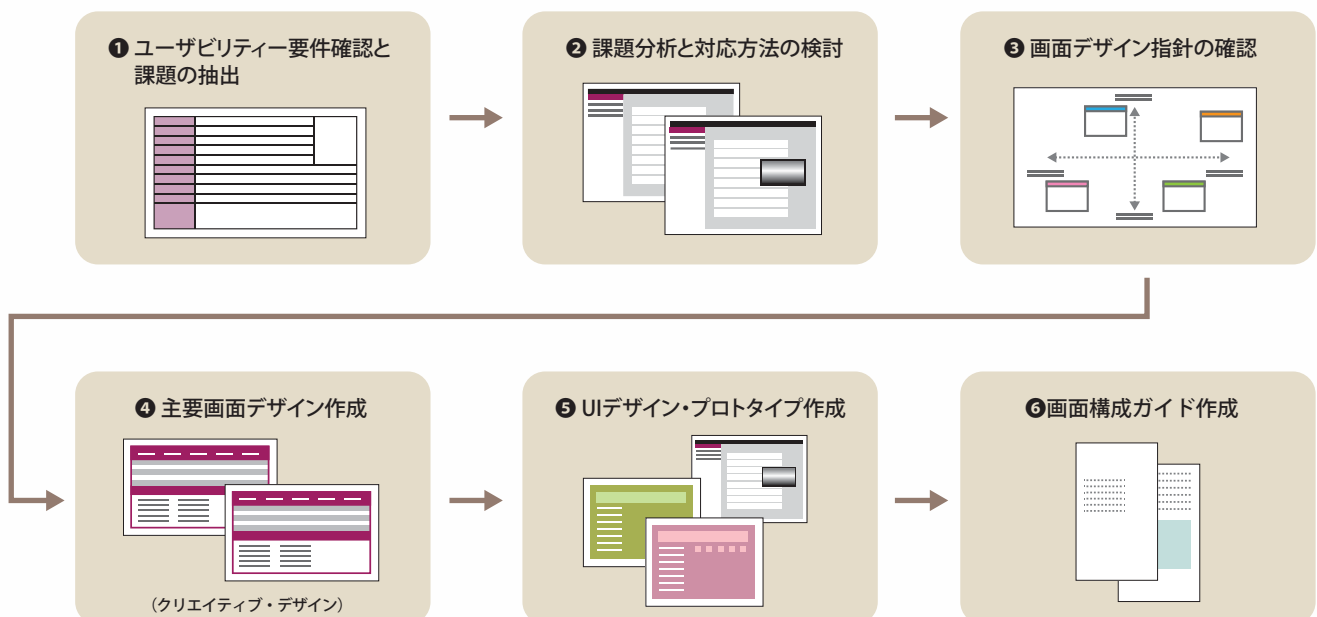 ❶ ユーザビリティー要件確認と
課題の抽出
❷ 課題分析と対応方法の検討
❸ 画面デザイン指針の確認
❹ 主要画面デザイン作成
(クリエイティブ・デザイン)
❺ UIデザイン・プロトタイプ作成
❻画面構成ガイド作成